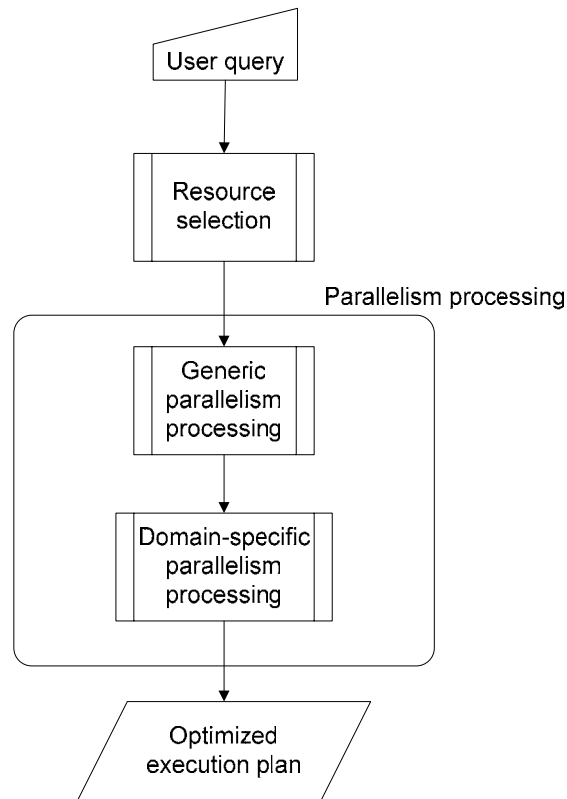 User query
Resource
selection
Parallelism processing
Generic
parallelism
processing
Domain-specific
parallelism
processing
Optimized
execution plan